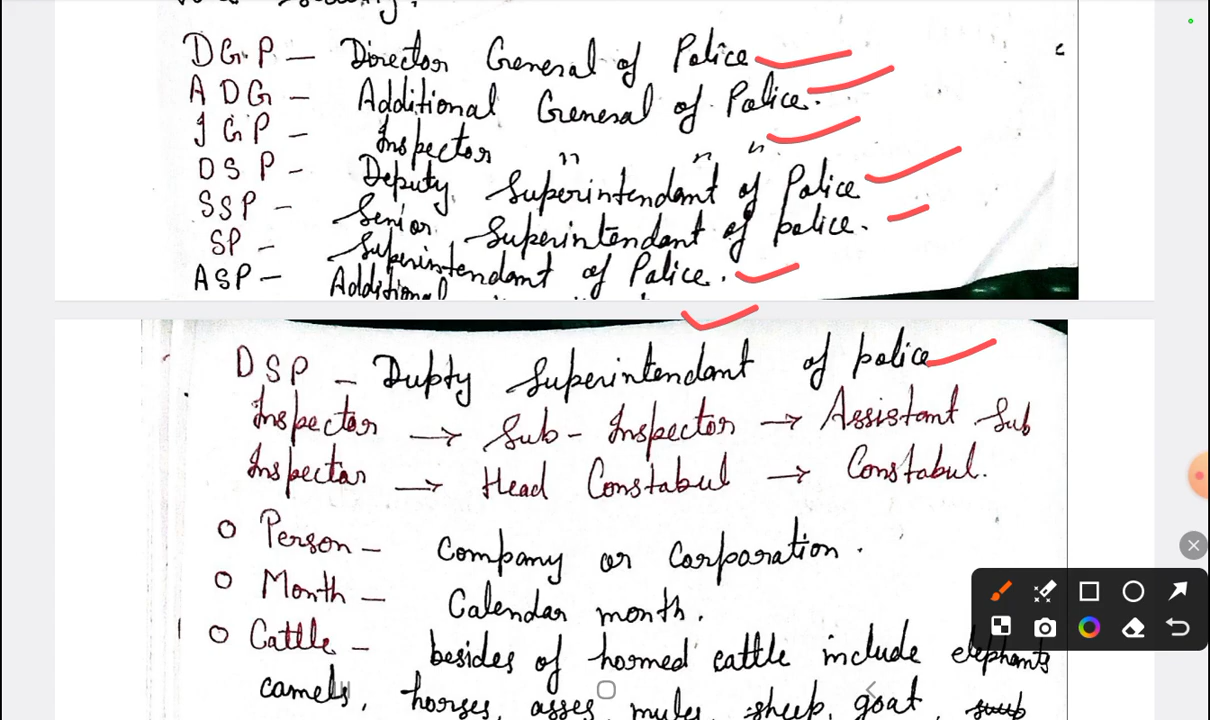 DG.P — Director General of Police
ADG — Additional General of Police.
IGP — Inspector " " "
DSP — Deputy Superintendant of Police
SSP — Senior Superintendant of police.
SP — Superintendant of Police.
ASP — Additional
DSP — Dupty Superintendant of police
Inspector → Sub-Inspector → Assistant Sub
Inspector → Head Constabul → Constabul.
Person — Company or Corporation.
Month — Calendar month.
Cattle — besides of horned cattle include elephants
camels, horses, asses, mules, sheep, goat,